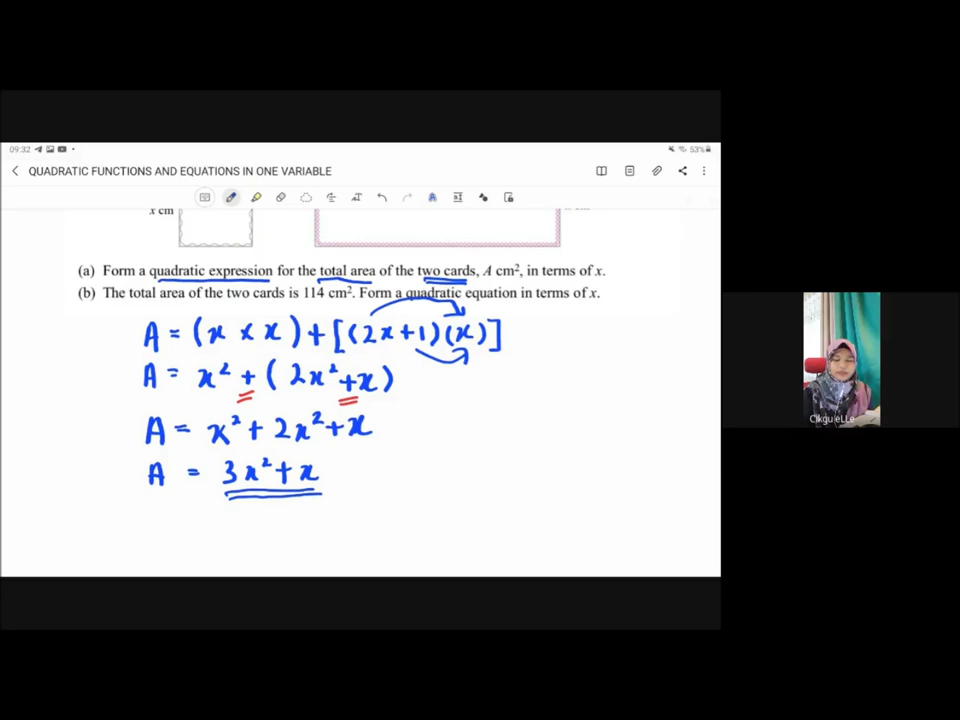 09:32
53%
QUADRATIC FUNCTIONS AND EQUATIONS IN ONE VARIABLE
x cm
(a) Form a quadratic expression for the total area of the two cards, A cm², in terms of x.
(b) The total area of the two cards is 114 cm². Form a quadratic equation in terms of x.
A = (x × x) + [(2x+1)(x)]
A = x² + (2x² + x)
A = x² + 2x² + x
A = 3x² + x
Cikgu eLLe